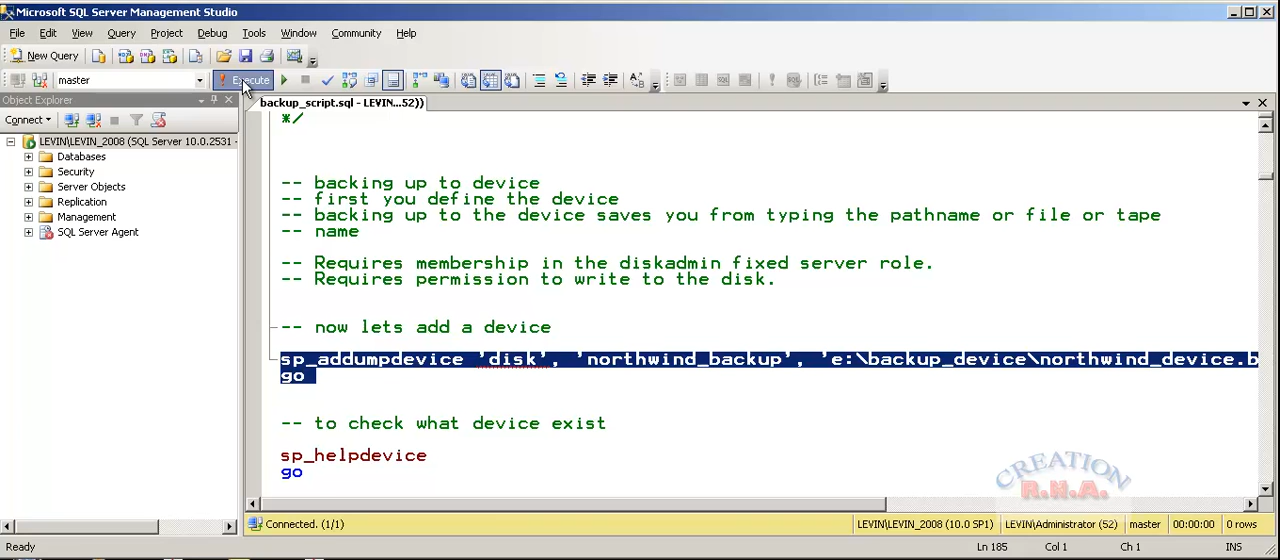 Microsoft SQL Server Management Studio
File Edit View Query Project Debug Tools Window Community Help
New Query
master Execute
Object Explorer
backup_script.sql - LEVIN...52))
Connect
LEVIN\LEVIN_2008 (SQL Server 10.0.2531 -
Databases
Security
Server Objects
Replication
Management
SQL Server Agent
*/
-- backing up to device
-- first you define the device
-- backing up to the device saves you from typing the pathname or file or tape
-- name
-- Requires membership in the diskadmin fixed server role.
-- Requires permission to write to the disk.
-- now lets add a device
sp_addumpdevice 'disk', 'northwind_backup', 'e:\backup_device\northwind_device.b
go
-- to check what device exist
sp_helpdevice
go
CREATION
R.H.A.
Connected. (1/1) LEVIN\LEVIN_2008 (10.0 SP1) LEVIN\Administrator (52) master 00:00:00 0 rows
Ready Ln 185 Col 1 Ch 1 INS